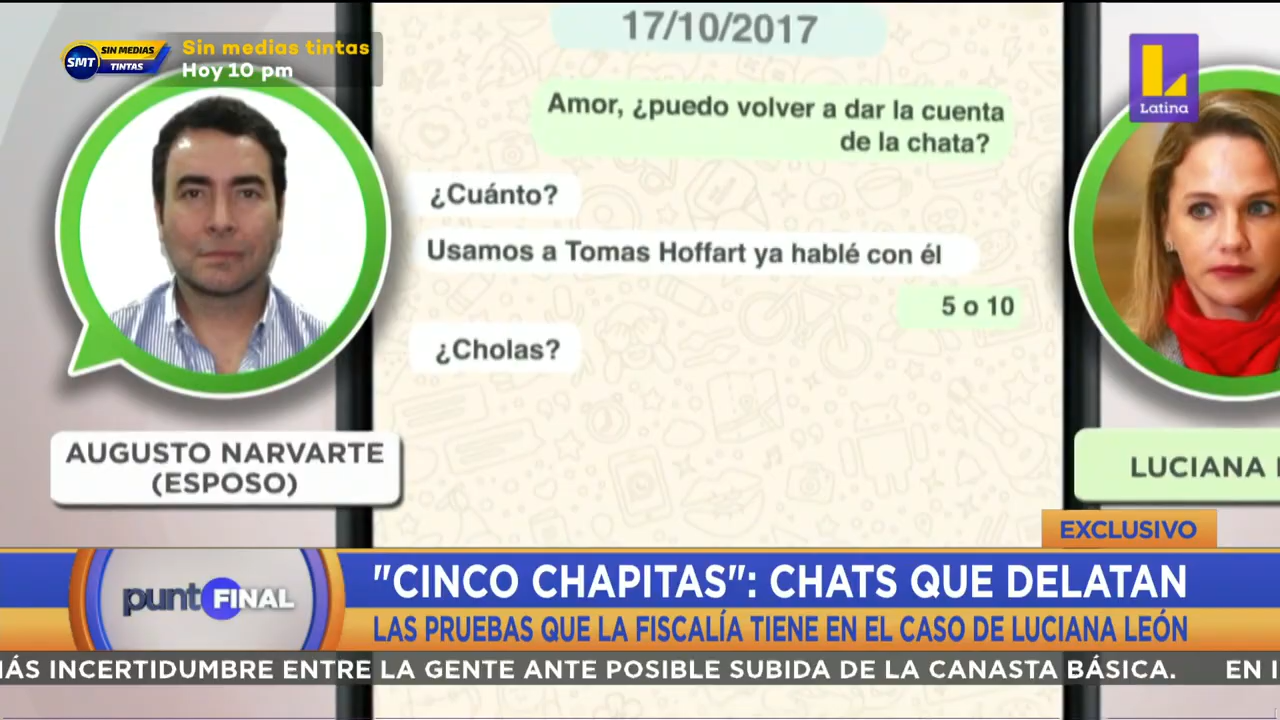 SMT
SIN MEDIAS
TINTAS
Sin medias tintas
Hoy 10 pm
17/10/2017
Latina
Amor, ¿puedo volver a dar la cuenta
de la chata?
¿Cuánto?
Usamos a Tomas Hoffart ya hablé con él
5 o 10
¿Cholas?
AUGUSTO NARVARTE
(ESPOSO)
LUCIANA
EXCLUSIVO
punto FINAL
"CINCO CHAPITAS": CHATS QUE DELATAN
LAS PRUEBAS QUE LA FISCALÍA TIENE EN EL CASO DE LUCIANA LEÓN
MÁS INCERTIDUMBRE ENTRE LA GENTE ANTE POSIBLE SUBIDA DE LA CANASTA BÁSICA. EN